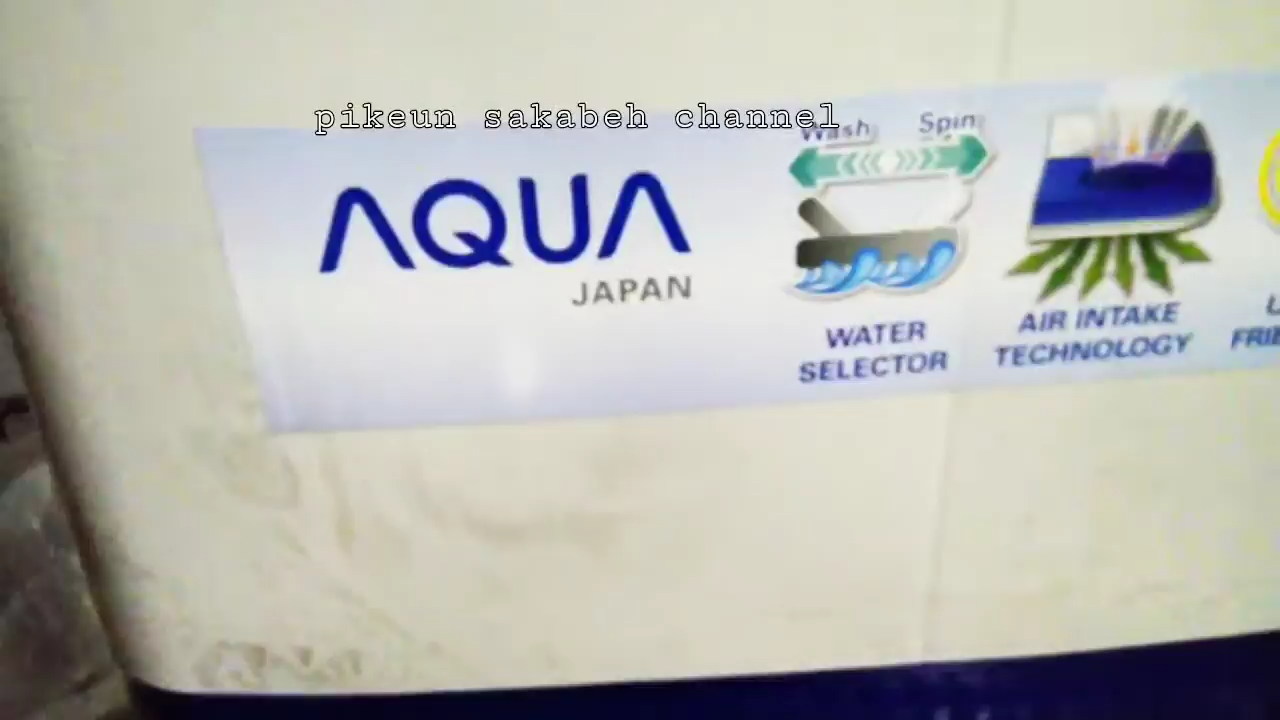 pikeun sakabeh channel
Wash Spin
AQUA
JAPAN
WATER
SELECTOR
AIR INTAKE
TECHNOLOGY